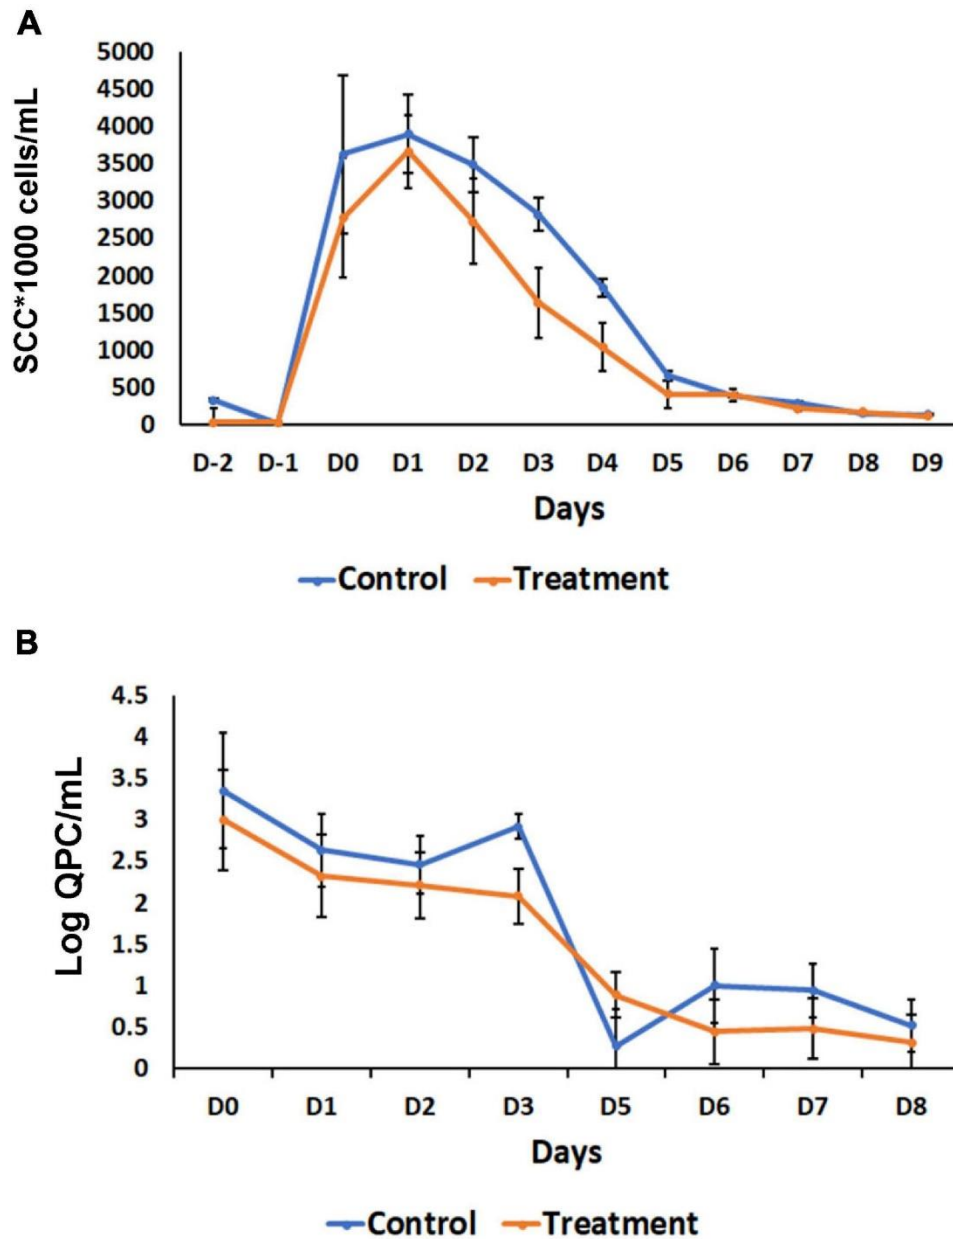 A
SCC*1000 cells/mL
5000
4500
4000
3500
3000
2500
2000
1500
1000
500
0
D-2 D-1 D0 D1 D2 D3 D4 D5 D6 D7 D8 D9
Days
Control Treatment
B
Log QPC/mL
4.5
4
3.5
3
2.5
2
1.5
1
0.5
0
D0 D1 D2 D3 D5 D6 D7 D8
Days
Control Treatment